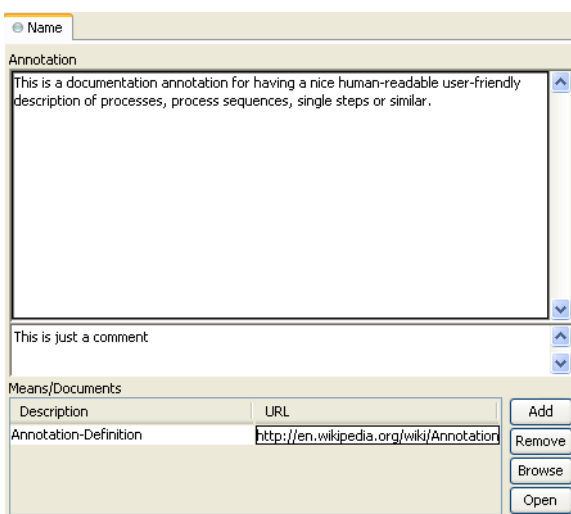 Name
Annotation
This is a documentation annotation for having a nice human-readable user-friendly
description of processes, process sequences, single steps or similar.
This is just a comment
Means/Documents
Description URL
Add
Annotation-Definition http://en.wikipedia.org/wiki/Annotation
Remove
Browse
Open